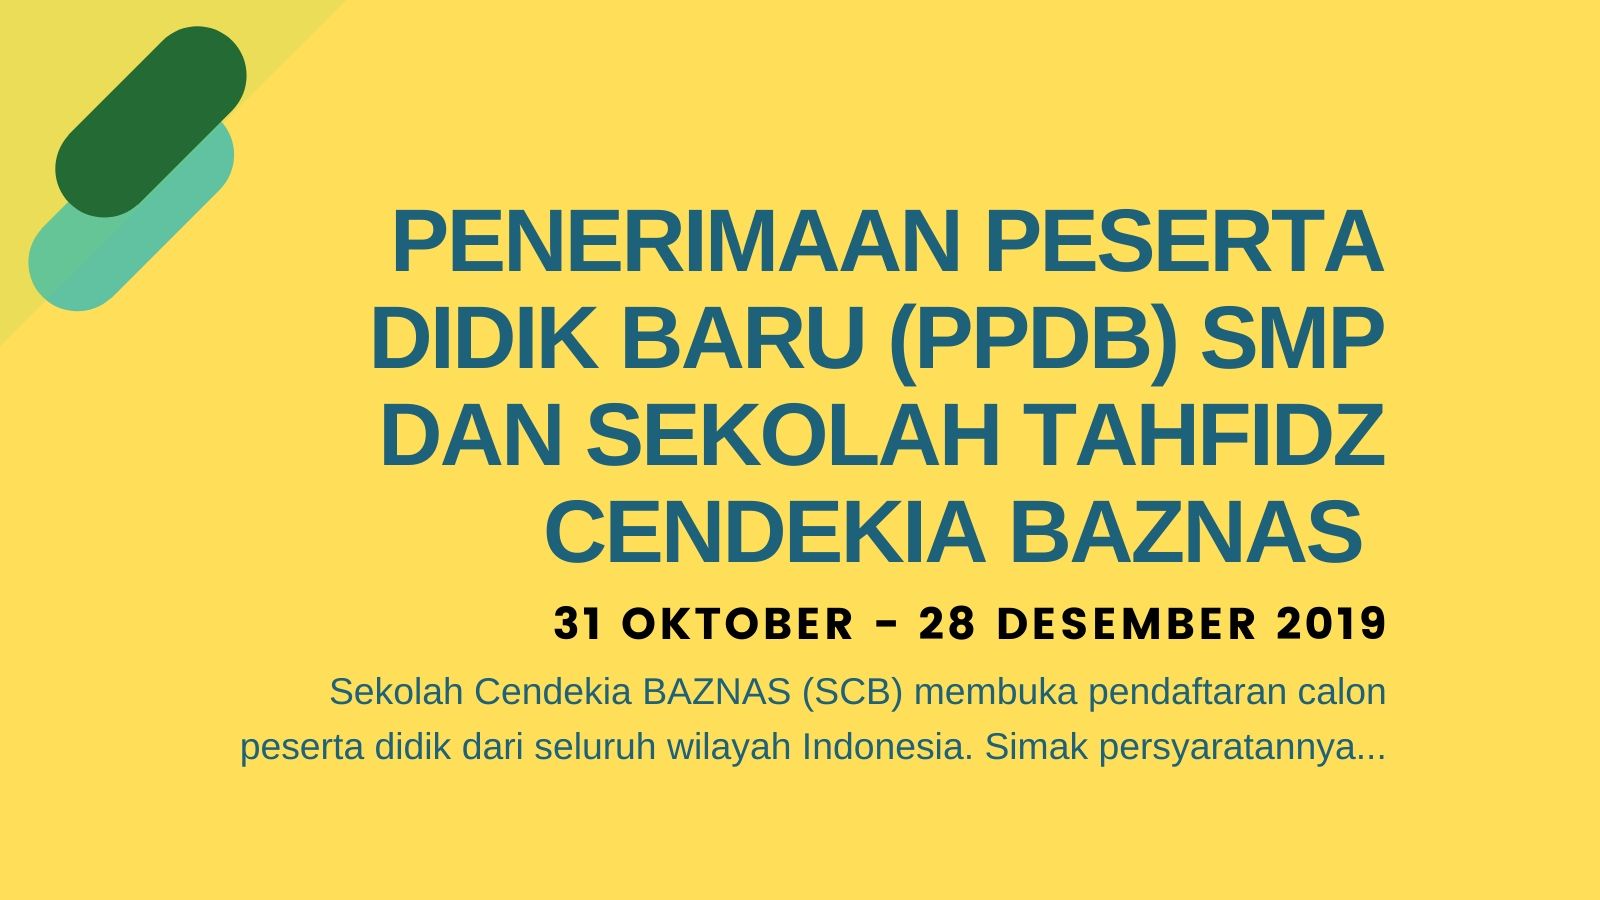 PENERIMAAN PESERTA
DIDIK BARU (PPDB) SMP
DAN SEKOLAH TAHFIDZ
CENDEKIA BAZNAS
31 OKTOBER - 28 DESEMBER 2019
Sekolah Cendekia BAZNAS (SCB) membuka pendaftaran calon
peserta didik dari seluruh wilayah Indonesia. Simak persyaratannya...